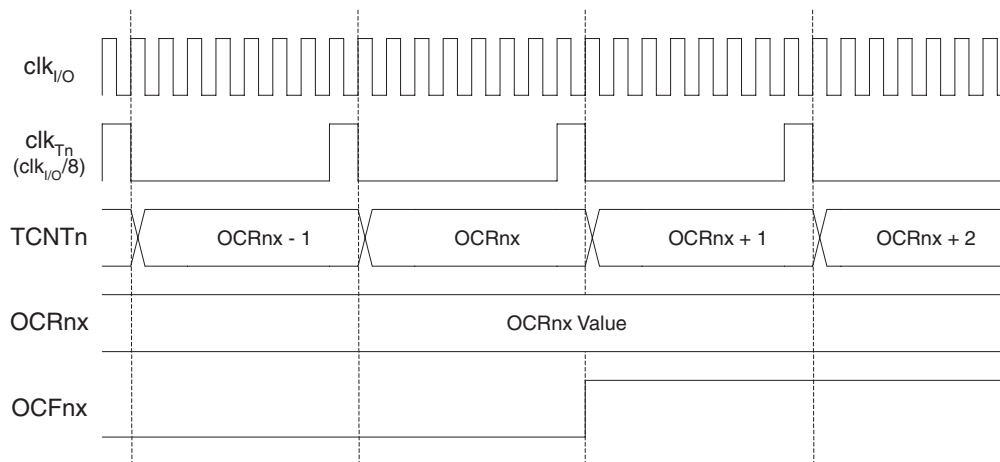 clkI/O
clkTn
(clkI/O/8)
TCNTn
OCRnx - 1
OCRnx
OCRnx + 1
OCRnx + 2
OCRnx
OCRnx Value
OCFnx